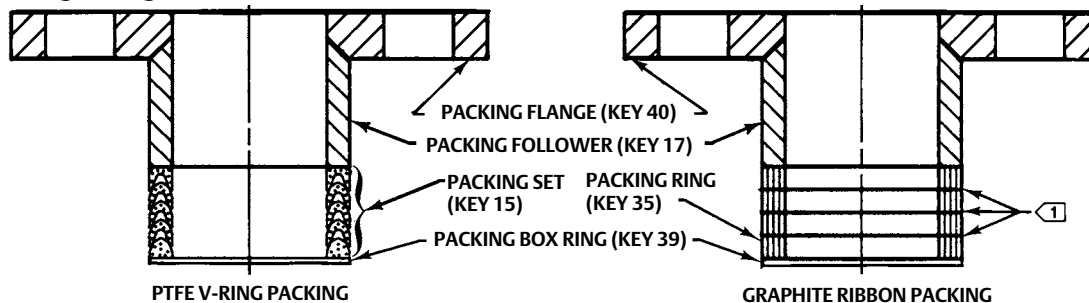 PACKING FLANGE (KEY 40)
PACKING FOLLOWER (KEY 17)
PACKING SET
(KEY 15)
PACKING RING
(KEY 35)
1
PACKING BOX RING (KEY 39)
PTFE V-RING PACKING
GRAPHITE RIBBON PACKING